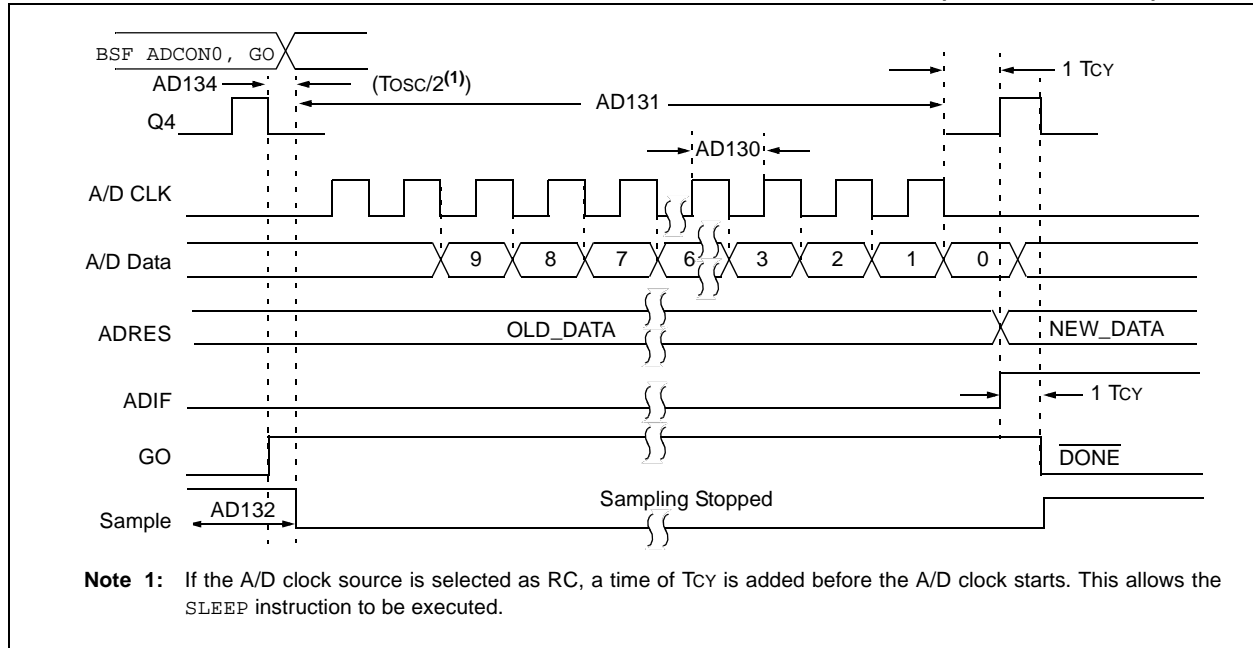 BSF ADCON0, GO
AD134
(TOSC/2(1))
AD131
1 TCY
Q4
AD130
A/D CLK
A/D Data
9
8
7
6
3
2
1
0
ADRES
OLD_DATA
NEW_DATA
ADIF
1 TCY
GO
DONE
Sample
AD132
Sampling Stopped
Note 1: If the A/D clock source is selected as RC, a time of TCY is added before the A/D clock starts. This allows the
SLEEP instruction to be executed.